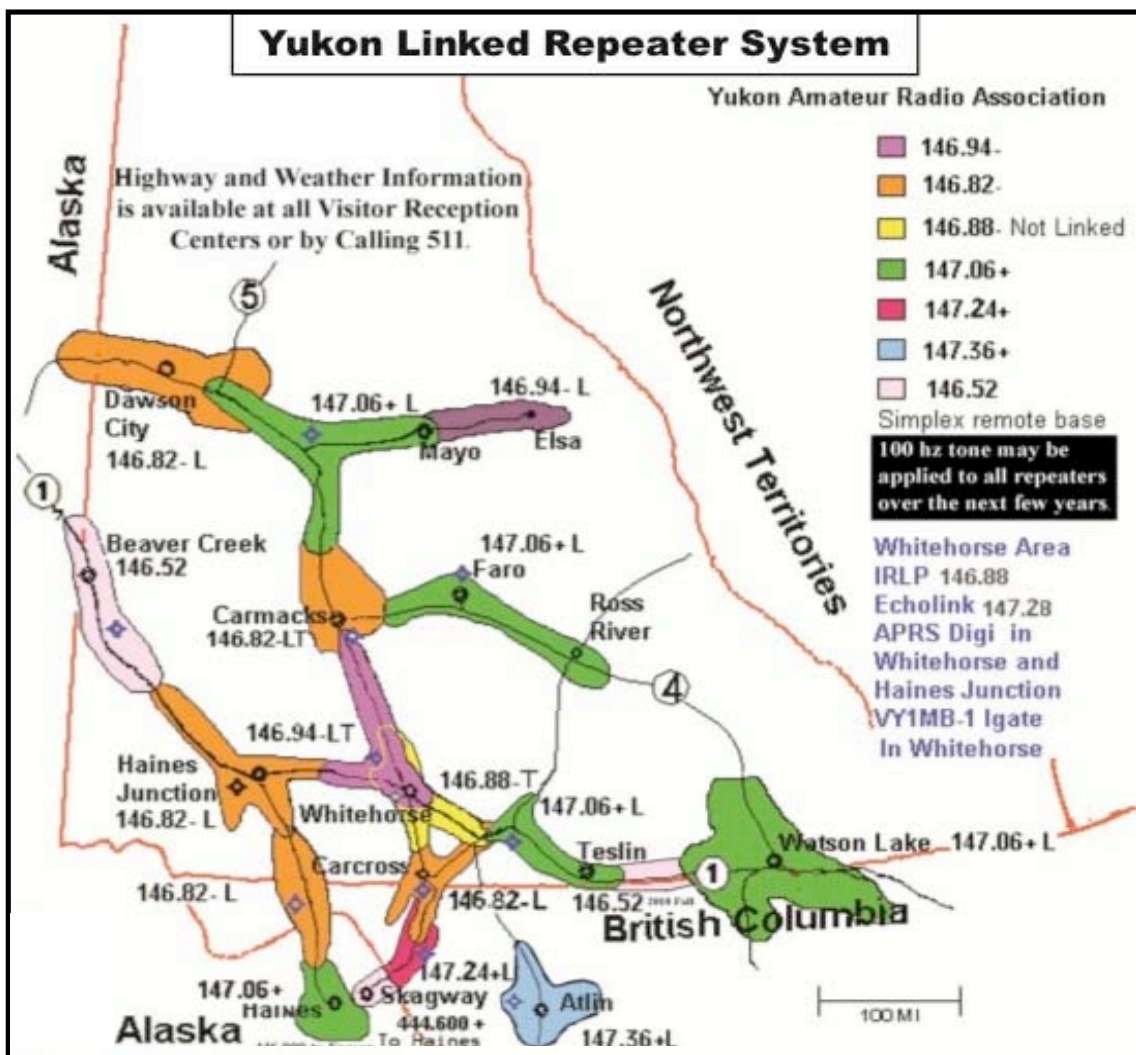 Yukon Linked Repeater System
Yukon Amateur Radio Association
146.94-
146.82-
146.88- Not Linked
147.06+
147.24+
147.36+
146.52
Simplex remote base
100 hz tone may be
applied to all repeaters
over the next few years.
Whitehorse Area
IRLP 146.88
Echolink 147.28
APRS Digi in
Whitehorse and
Haines Junction
VY1MB-1 Igate
In Whitehorse
Alaska
Highway and Weather Information
is available at all Visitor Reception
Centers or by Calling 511.
5
Northwest Territories
Dawson
City
146.82- L
147.06+ L
Mayo
146.94- L
Elsa
1
Beaver Creek
146.52
147.06+ L
Faro
Carmacks
146.82-LT
Ross
River
4
146.94-LT
Haines
Junction
146.82- L
Whitehorse
146.88-T
147.06+ L
Teslin
Watson Lake 147.06+ L
1
Carcross
146.82- L
146.82- L
146.52
British Columbia
147.24+L
147.06+
Haines
Skagway
444.600 +
To Haines
Atlin
147.36+L
Alaska
100 MI